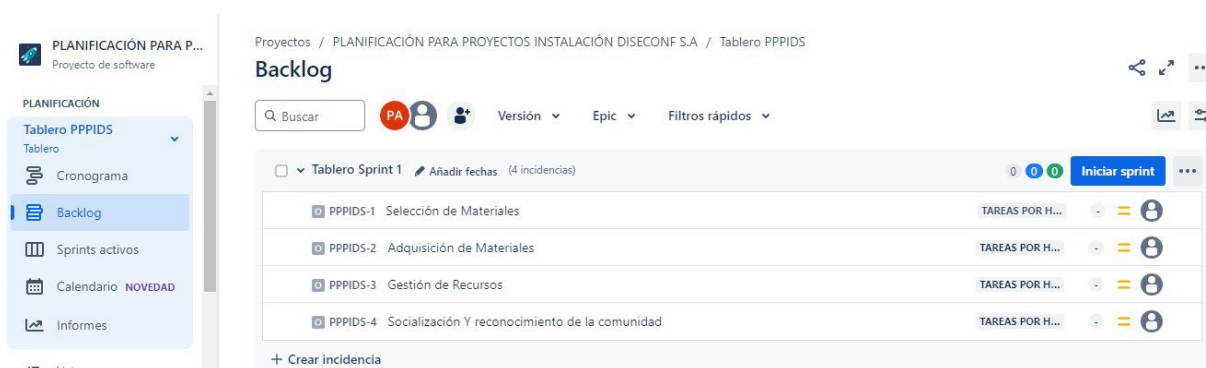 PLANIFICACIÓN PARA P...
Proyecto de software
PLANIFICACIÓN
Tablero PPPIDS
Tablero
Cronograma
Backlog
Sprints activos
Calendario NOVEDAD
Informes
Proyectos / PLANIFICACIÓN PARA PROYECTOS INSTALACIÓN DISECONF S.A / Tablero PPPIDS
Backlog
Buscar PA Versión Epic Filtros rápidos
Tablero Sprint 1 Añadir fechas (4 incidencias) 0 0 0 Iniciar sprint
PPPIDS-1 Selección de Materiales TAREAS POR H... -
PPPIDS-2 Adquisición de Materiales TAREAS POR H... -
PPPIDS-3 Gestión de Recursos TAREAS POR H... -
PPPIDS-4 Socialización Y reconocimiento de la comunidad TAREAS POR H... -
+ Crear incidencia